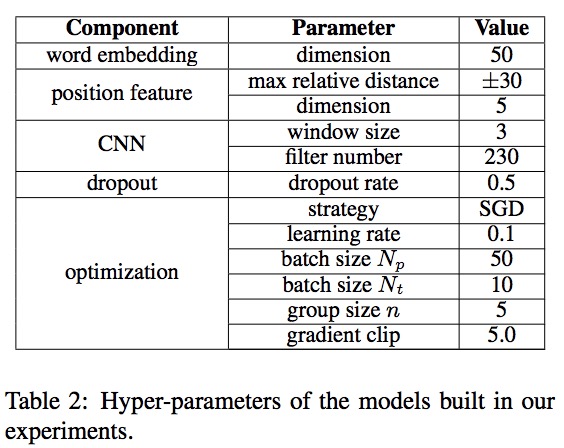 Component Parameter Value
word embedding dimension 50
position feature max relative distance ±30
dimension 5
CNN window size 3
filter number 230
dropout dropout rate 0.5
optimization strategy SGD
learning rate 0.1
batch size Np 50
batch size Nt 10
group size n 5
gradient clip 5.0
Table 2: Hyper-parameters of the models built in our
experiments.